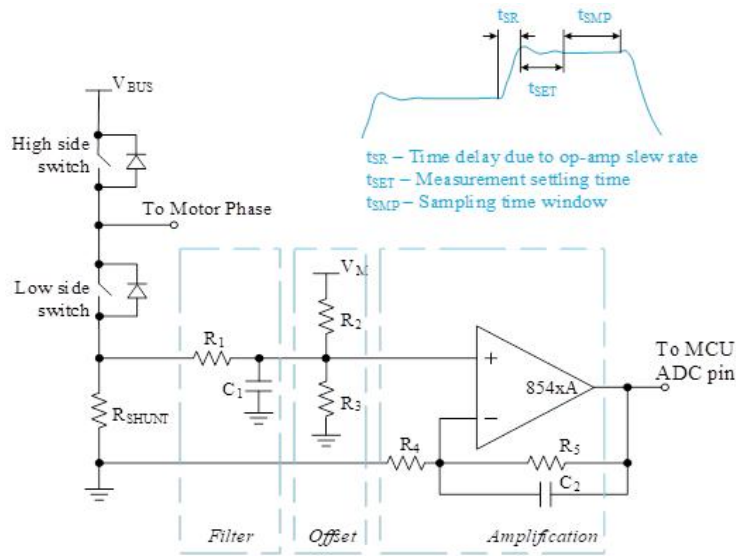 tSR
tSMP
tSET
VBUS
High side
switch
tSR – Time delay due to op-amp slew rate
tSET – Measurement settling time
tSMP – Sampling time window
To Motor Phase
Low side
switch
VM
R2
R1
C1
R3
+
854xA
−
To MCU
ADC pin
RSHUNT
R4
R5
C2
Filter
Offset
Amplification